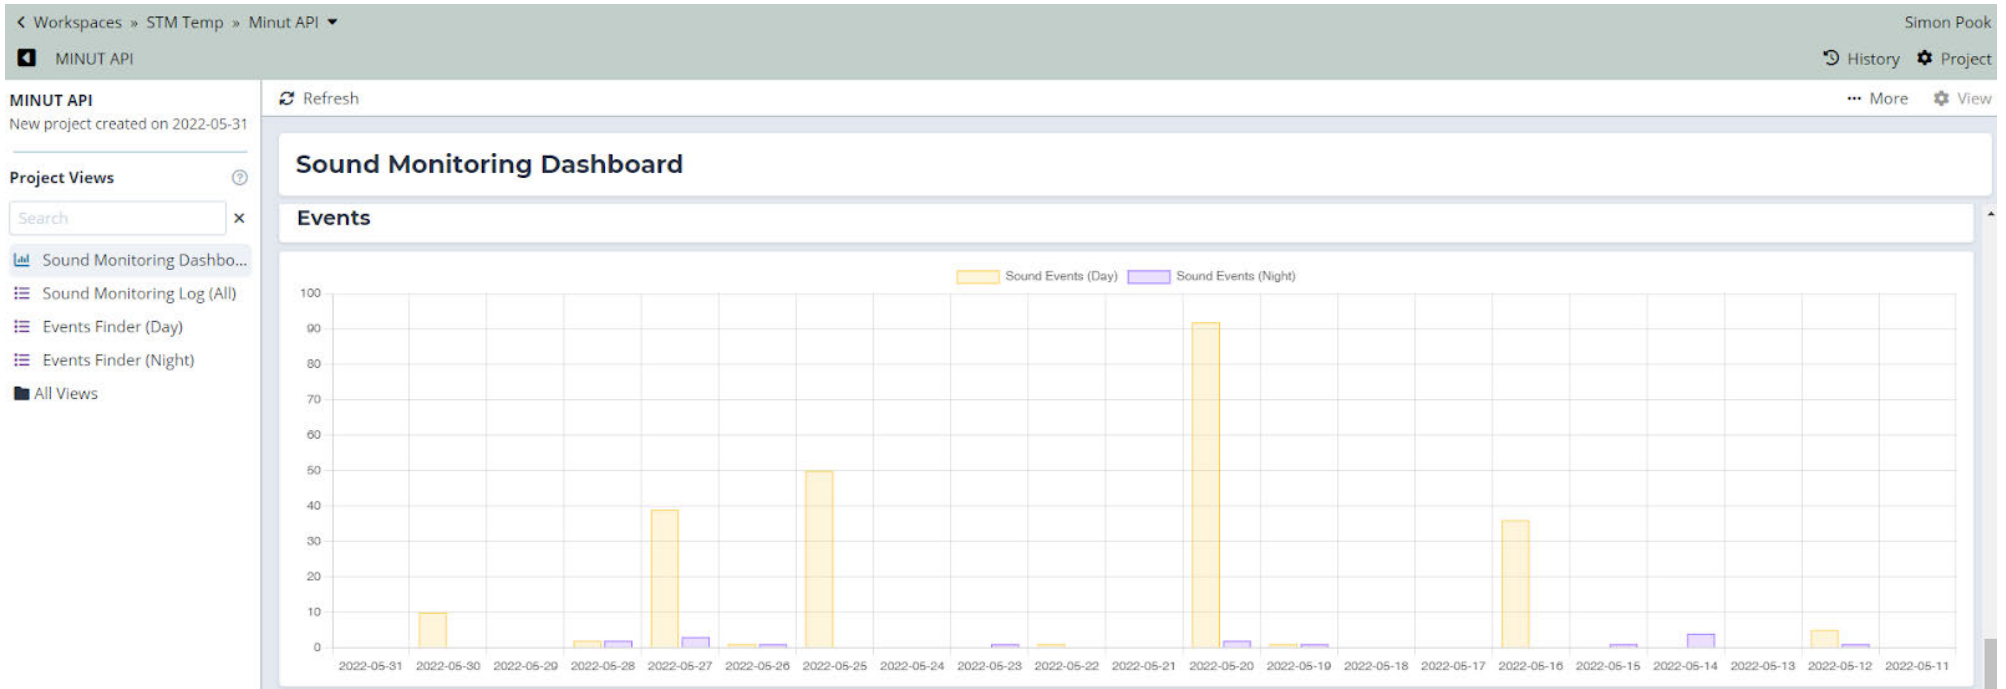 Workspaces » STM Temp » Minut API
Simon Pook
MINUT API
History Project
MINUT API
New project created on 2022-05-31
Project Views
Search
Sound Monitoring Dashbo...
Sound Monitoring Log (All)
Events Finder (Day)
Events Finder (Night)
All Views
Refresh
More View
Sound Monitoring Dashboard
Events
Sound Events (Day) Sound Events (Night)
100
90
80
70
60
50
40
30
20
10
0
2022-05-31 2022-05-30 2022-05-29 2022-05-28 2022-05-27 2022-05-26 2022-05-25 2022-05-24 2022-05-23 2022-05-22 2022-05-21 2022-05-20 2022-05-19 2022-05-18 2022-05-17 2022-05-16 2022-05-15 2022-05-14 2022-05-13 2022-05-12 2022-05-11